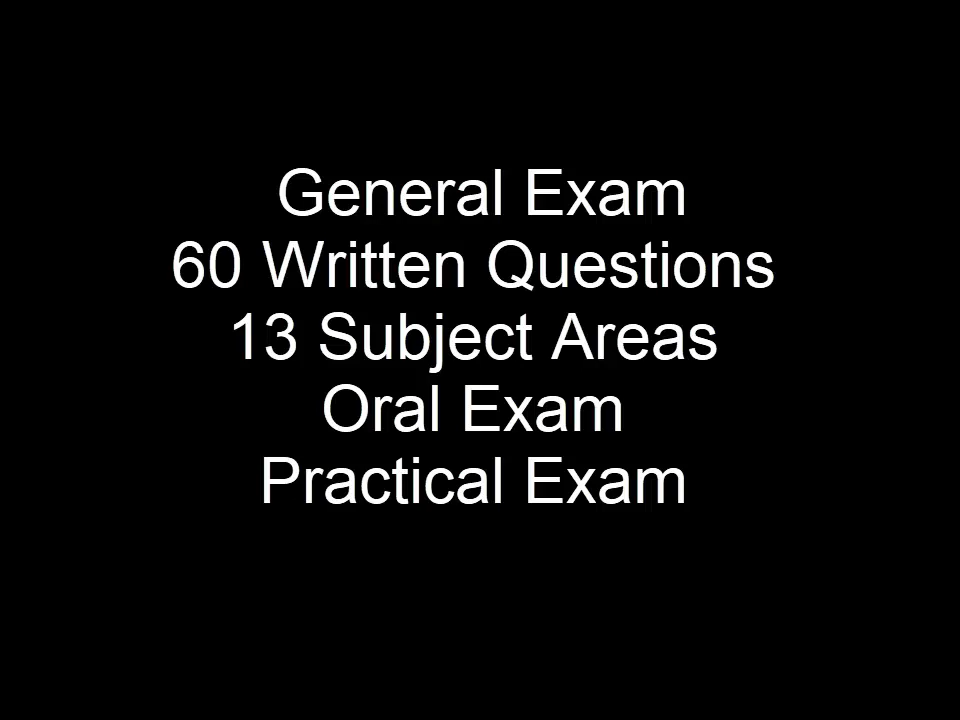 General Exam
60 Written Questions
13 Subject Areas
Oral Exam
Practical Exam